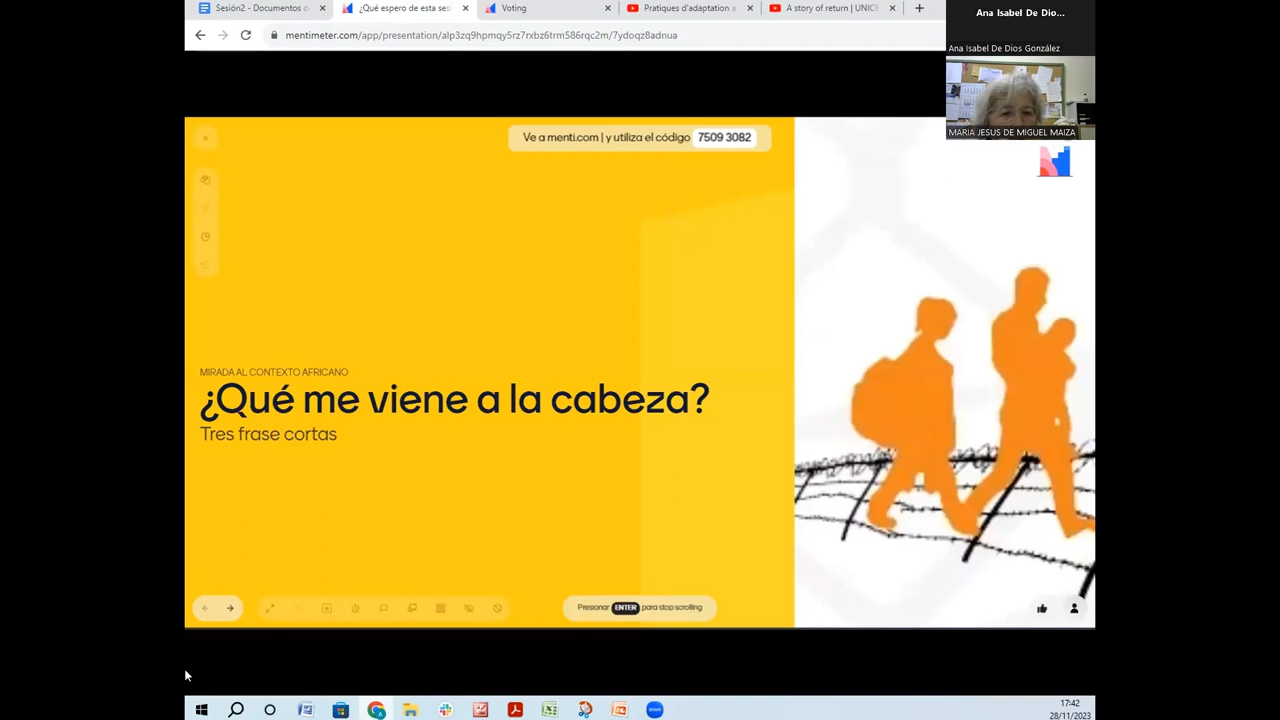 Sesión2 - Documentos d
¿Qué espero de esta sesi
Voting
Pratiques d'adaptation a
A story of return | UNICE
mentimeter.com/app/presentation/alp3zq9hpmqy5rz7rxbz6trm586rqc2m/7ydoqz8adnua
Ana Isabel De Dio...
Ana Isabel De Dios González
MARIA JESUS DE MIGUEL MAIZA
Ve a menti.com | y utiliza el código 7509 3082
MIRADA AL CONTEXTO AFRICANO
¿Qué me viene a la cabeza?
Tres frase cortas
Presionar ENTER para stop scrolling
17:42
28/11/2023